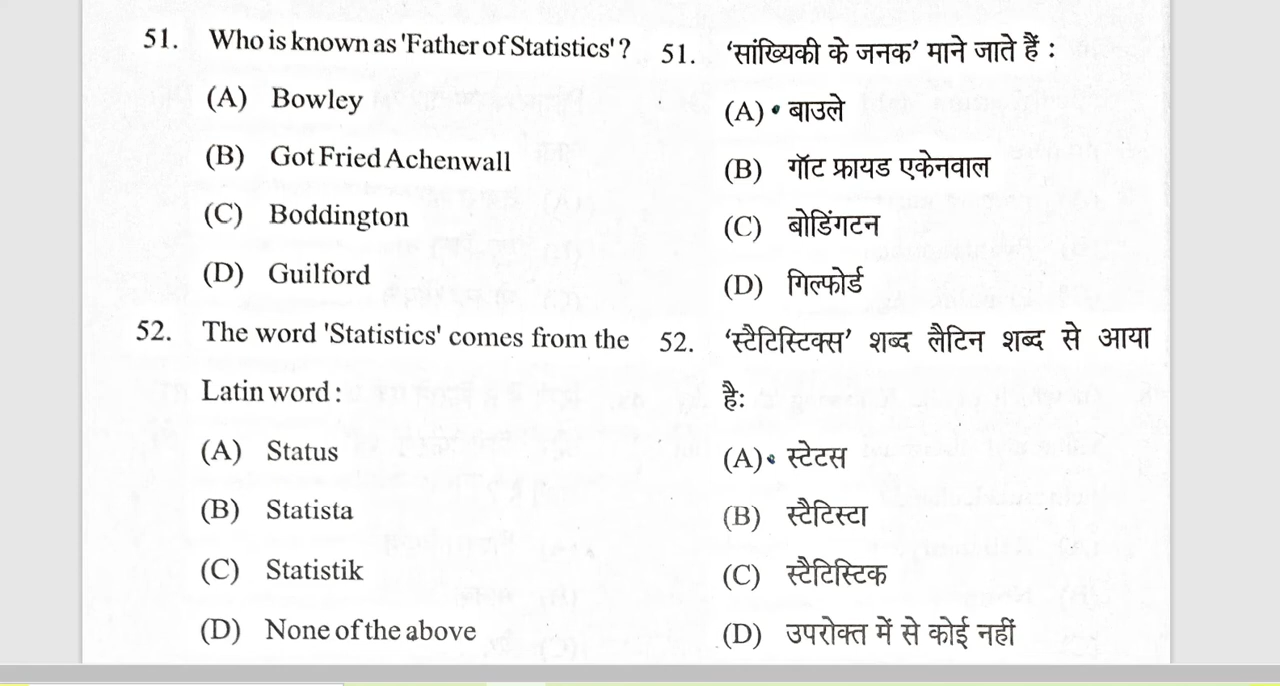 51. Who is known as 'Father of Statistics' ?
(A) Bowley
(B) Got Fried Achenwall
(C) Boddington
(D) Guilford
52. The word 'Statistics' comes from the
Latin word :
(A) Status
(B) Statista
(C) Statistik
(D) None of the above
51. ‘सांख्यिकी के जनक’ माने जाते हैं :
(A) बाउले
(B) गॉट फ्रायड एकेनवाल
(C) बोडिंगटन
(D) गिल्फोर्ड
52. ‘स्टैटिस्टिक्स’ शब्द लैटिन शब्द से आया
है:
(A) स्टेटस
(B) स्टैटिस्टा
(C) स्टैटिस्टिक
(D) उपरोक्त में से कोई नहीं